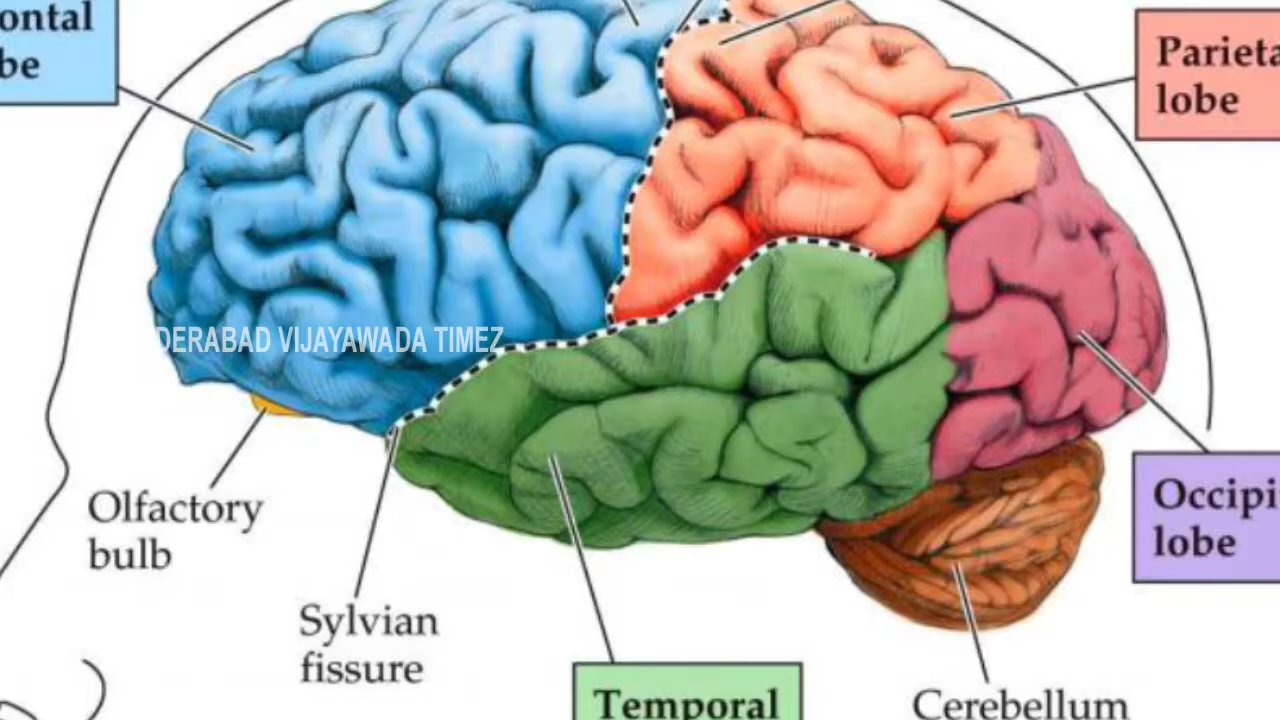 ontal
be
Parieta
lobe
DERABAD VIJAYAWADA TIMEZ
Olfactory
bulb
Occipi
lobe
Sylvian
fissure
Temporal
Cerebellum